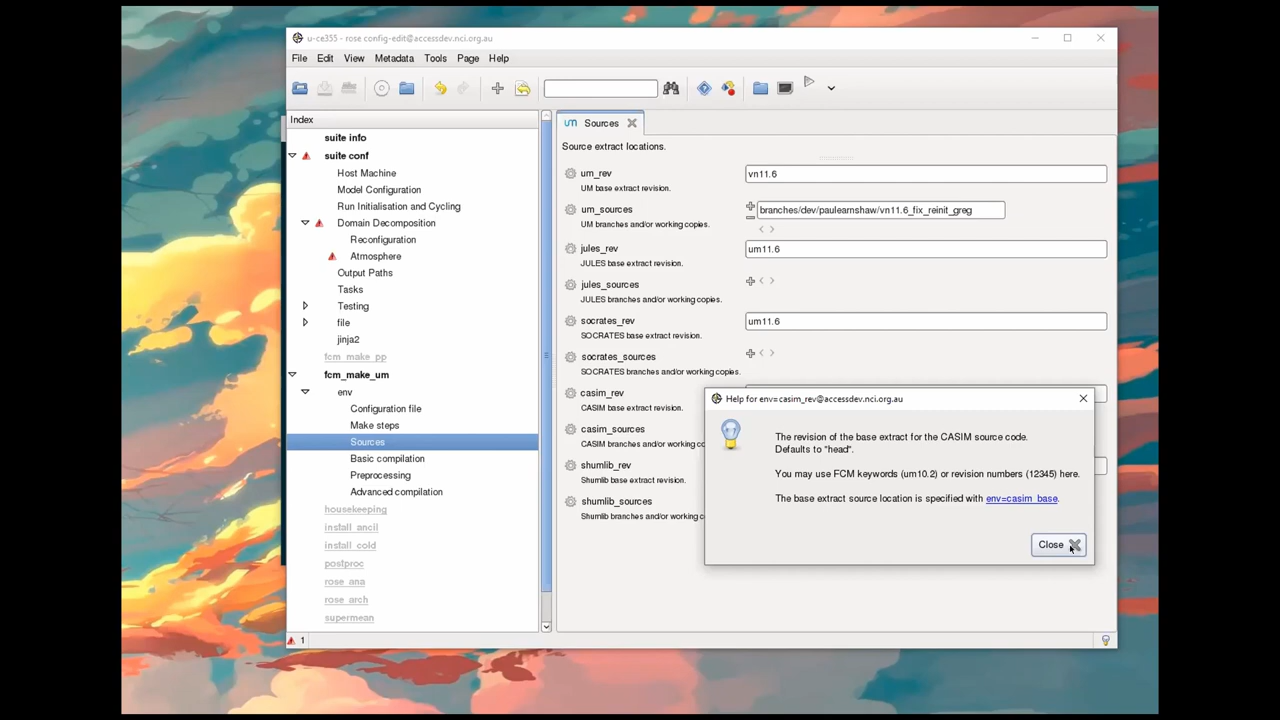 u-ce355 - rose config-edit@accessdev.nci.org.au
File Edit View Metadata Tools Page Help
Index
suite info
suite conf
Host Machine
Model Configuration
Run Initialisation and Cycling
Domain Decomposition
Reconfiguration
Atmosphere
Output Paths
Tasks
Testing
file
jinja2
fcm_make_pp
fcm_make_um
env
Configuration file
Make steps
Sources
Basic compilation
Preprocessing
Advanced compilation
housekeeping
install_ancil
install_cold
postproc
rose_ana
rose_arch
supermean
1
um Sources
Source extract locations.
um_rev vn11.6
UM base extract revision.
um_sources branches/dev/paulearnshaw/vn11.6_fix_reinit_greg
UM branches and/or working copies.
jules_rev um11.6
JULES base extract revision.
jules_sources
JULES branches and/or working copies.
socrates_rev um11.6
SOCRATES base extract revision.
socrates_sources
SOCRATES branches and/or working copies.
casim_rev
CASIM base extract revision.
casim_sources
CASIM branches and/or working c
shumlib_rev
Shumlib base extract revision.
shumlib_sources
Shumlib branches and/or working c
Help for env=casim_rev@accessdev.nci.org.au
The revision of the base extract for the CASIM source code.
Defaults to "head".
You may use FCM keywords (um10.2) or revision numbers (12345) here.
The base extract source location is specified with env=casim_base.
Close